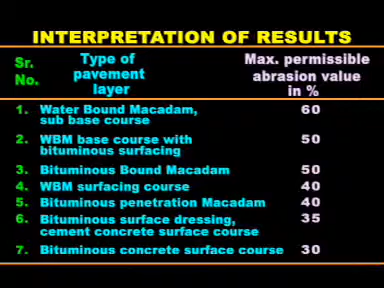 INTERPRETATION OF RESULTS
Sr. No.
Type of pavement layer
Max. permissible abrasion value in %
1. Water Bound Macadam, sub base course 60
2. WBM base course with bituminous surfacing 50
3. Bituminous Bound Macadam 50
4. WBM surfacing course 40
5. Bituminous penetration Macadam 40
6. Bituminous surface dressing, cement concrete surface course 35
7. Bituminous concrete surface course 30